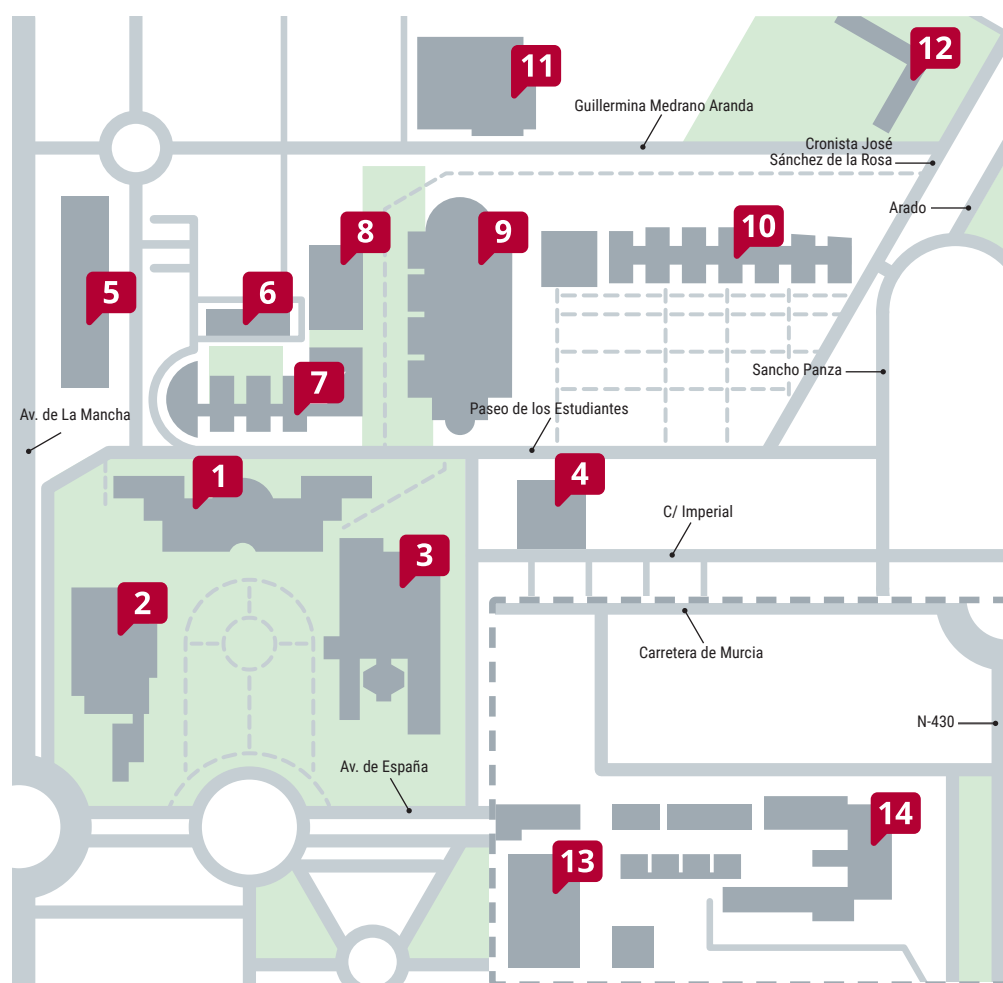 12
11
Guillermina Medrano Aranda
Cronista José
Sánchez de la Rosa
Arado
8
9
10
5
6
7
Sancho Panza
Av. de La Mancha
Paseo de los Estudiantes
1
4
C/ Imperial
3
2
Carretera de Murcia
N-430
Av. de España
14
13